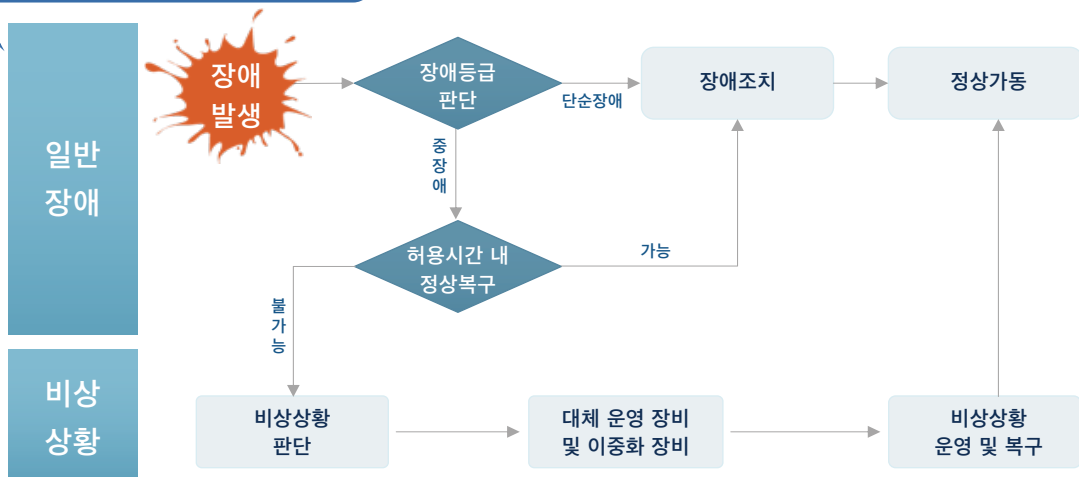 일반
장애
장애
발생
장애등급
판단
단순장애
장애조치
정상가동
중
장
애
허용시간 내
정상복구
가능
불
가
능
비상
상황
비상상황
판단
대체 운영 장비
및 이중화 장비
비상상황
운영 및 복구